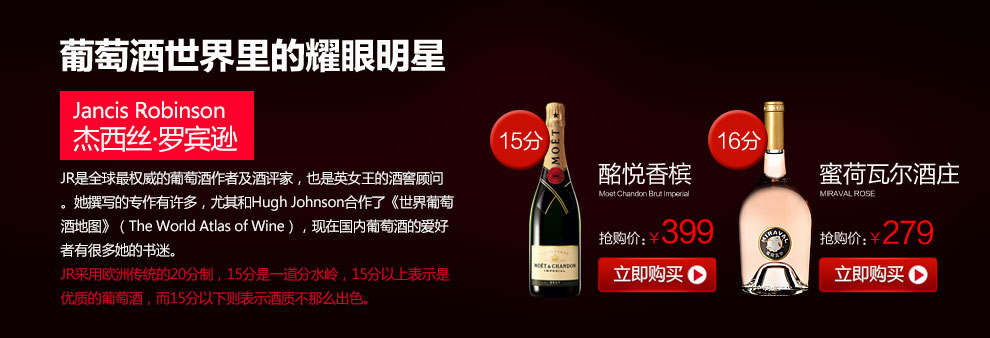 葡萄酒世界里的耀眼明星
Jancis Robinson
杰西丝·罗宾逊
JR是全球最权威的葡萄酒作者及酒评家，也是英女王的酒窖顾问
。她撰写的专作有许多，尤其和Hugh Johnson合作了《世界葡萄
酒地图》（The World Atlas of Wine），现在国内葡萄酒的爱好
者有很多她的书迷。
JR采用欧洲传统的20分制，15分是一道分水岭，15分以上表示是
优质的葡萄酒，而15分以下则表示酒质不那么出色。
15分
MOËT
MOËT & CHANDON
IMPERIAL
BRUT
酩悦香槟
Moet Chandon Brut Imperial
抢购价：￥399
立即购买
16分
MIRAVAL
蜜荷瓦尔酒庄
MIRAVAL ROSE
抢购价：￥279
立即购买